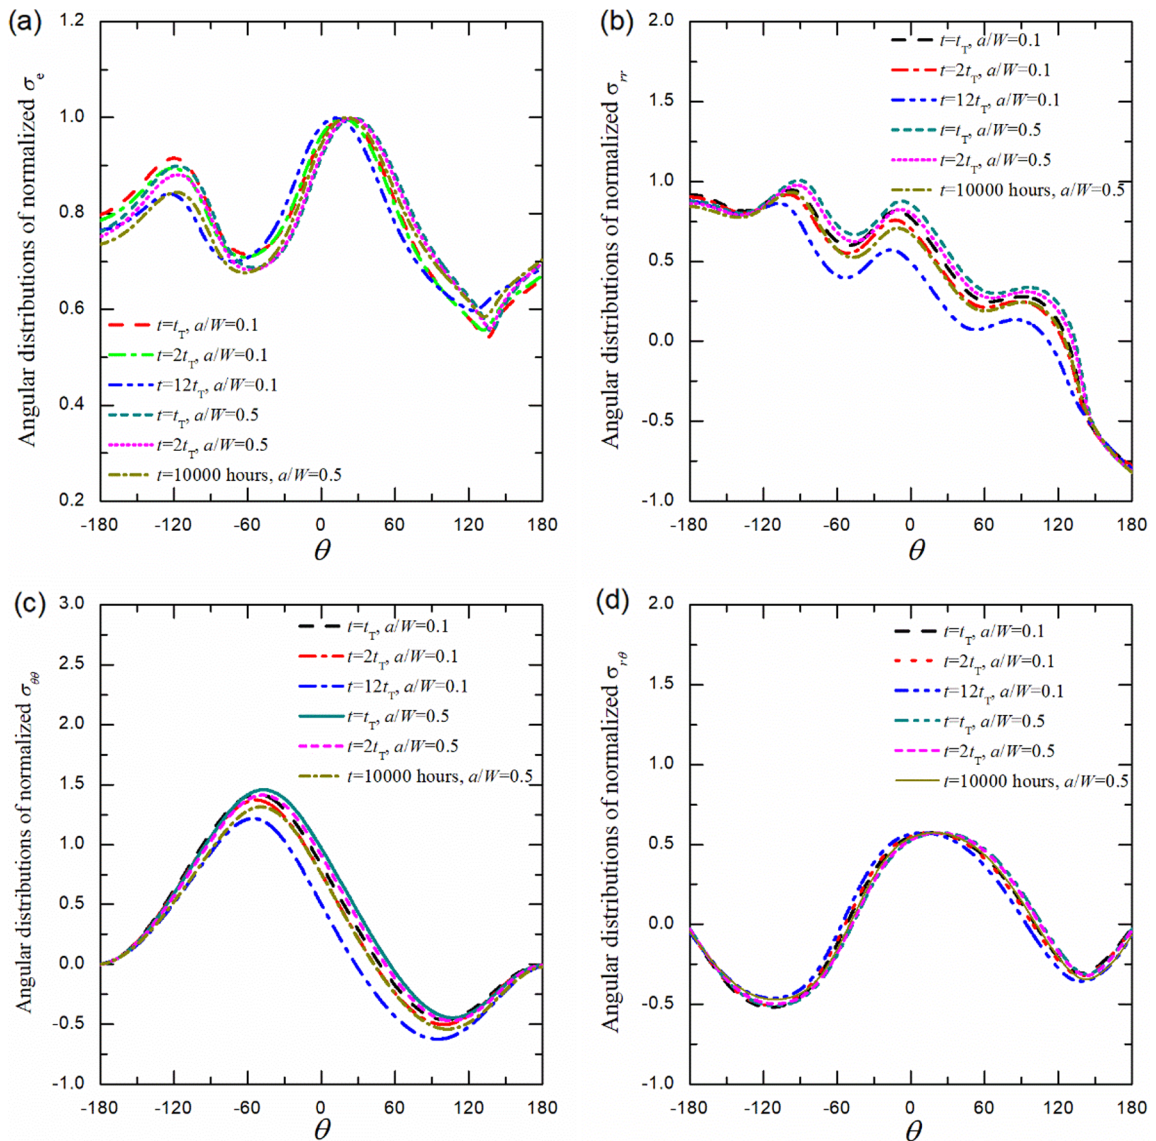 (a)
Angular distributions of normalized σe
1.2
1.0
0.8
0.6
0.4
0.2
t=tT, a/W=0.1
t=2tT, a/W=0.1
t=12tT, a/W=0.1
t=tT, a/W=0.5
t=2tT, a/W=0.5
t=10000 hours, a/W=0.5
-180 -120 -60 0 60 120 180
θ
(b)
Angular distributions of normalized σrr
2.0
1.5
1.0
0.5
0.0
-0.5
-1.0
t=tT, a/W=0.1
t=2tT, a/W=0.1
t=12tT, a/W=0.1
t=tT, a/W=0.5
t=2tT, a/W=0.5
t=10000 hours, a/W=0.5
-180 -120 -60 0 60 120 180
θ
(c)
Angular distributions of normalized σθθ
3.0
2.5
2.0
1.5
1.0
0.5
0.0
-0.5
-1.0
t=tT, a/W=0.1
t=2tT, a/W=0.1
t=12tT, a/W=0.1
t=tT, a/W=0.5
t=2tT, a/W=0.5
t=10000 hours, a/W=0.5
-180 -120 -60 0 60 120 180
θ
(d)
Angular distributions of normalized σrθ
2.0
1.5
1.0
0.5
0.0
-0.5
-1.0
t=tT, a/W=0.1
t=2tT, a/W=0.1
t=12tT, a/W=0.1
t=tT, a/W=0.5
t=2tT, a/W=0.5
t=10000 hours, a/W=0.5
-180 -120 -60 0 60 120 180
θ